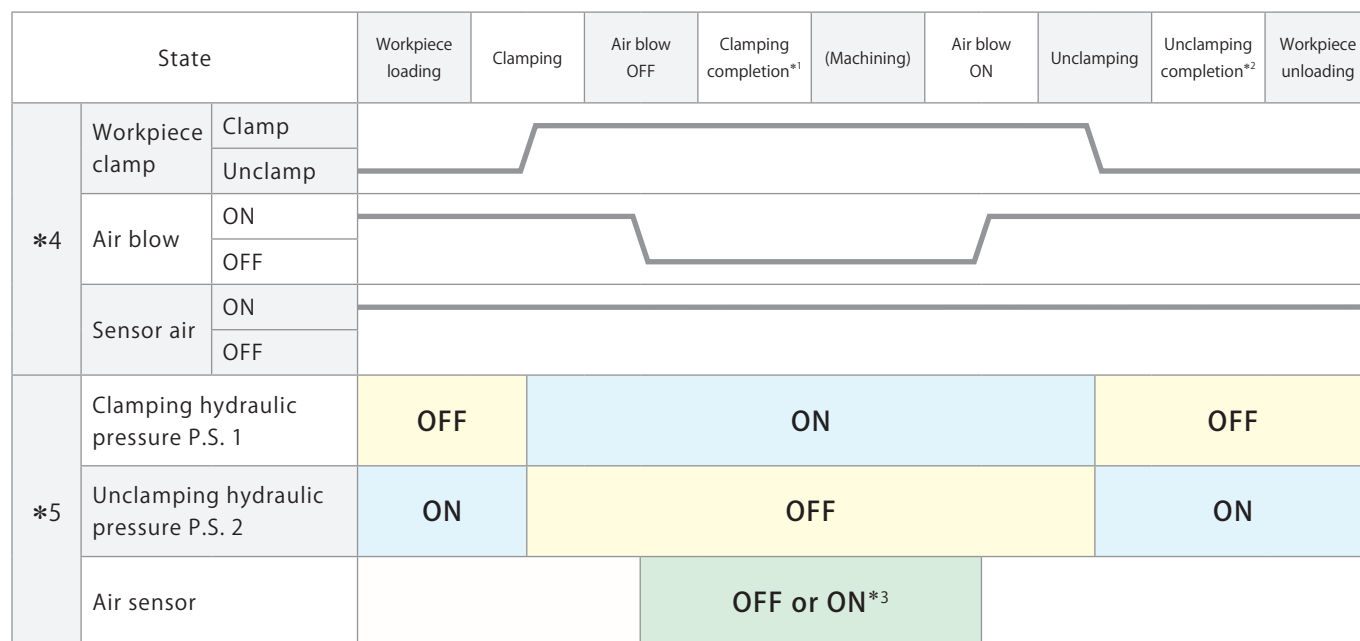 State
Workpiece
loading
Clamping
Air blow
OFF
Clamping
completion*1
(Machining)
Air blow
ON
Unclamping
Unclamping
completion*2
Workpiece
unloading
*4
Workpiece
clamp
Clamp
Unclamp
Air blow
ON
OFF
Sensor air
ON
OFF
*5
Clamping hydraulic
pressure P.S. 1
OFF
ON
OFF
Unclamping hydraulic
pressure P.S. 2
ON
OFF
ON
Air sensor
OFF or ON*3